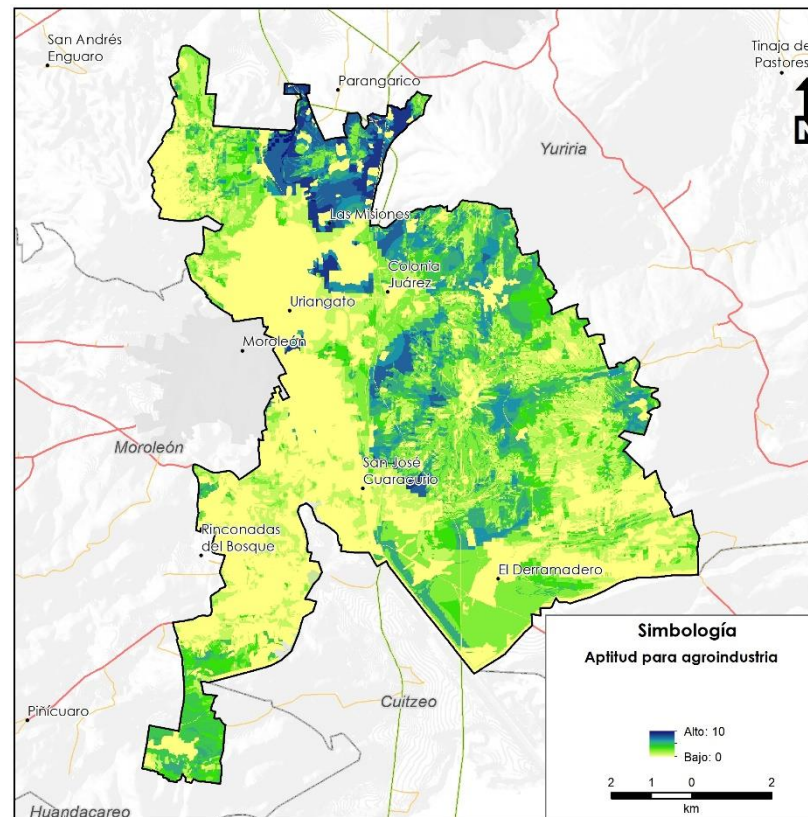 San Andrés
Enguaro
Parangarico
Tinaja de
Pastores
N
Yuriria
Las Misiones
Colonia
Juárez
Uriangato
Moroleón
Moroleón
San José
Guaracurio
Rinconadas
del Bosque
El Derramadero
Simbología
Aptitud para agroindustria
Piñícuaro
Cuitzeo
Alto: 10
Bajo: 0
2 1 0 2
km
Huandacareo